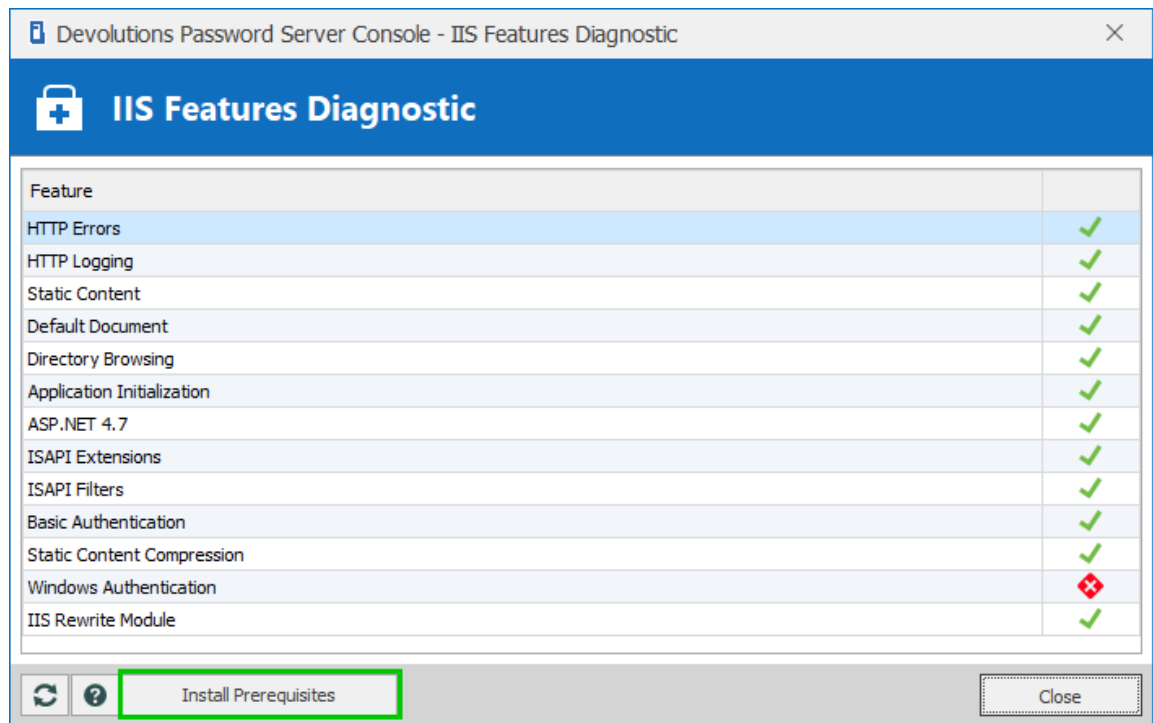 Devolutions Password Server Console - IIS Features Diagnostic
IIS Features Diagnostic
Feature
HTTP Errors
HTTP Logging
Static Content
Default Document
Directory Browsing
Application Initialization
ASP.NET 4.7
ISAPI Extensions
ISAPI Filters
Basic Authentication
Static Content Compression
Windows Authentication
IIS Rewrite Module
Install Prerequisites
Close